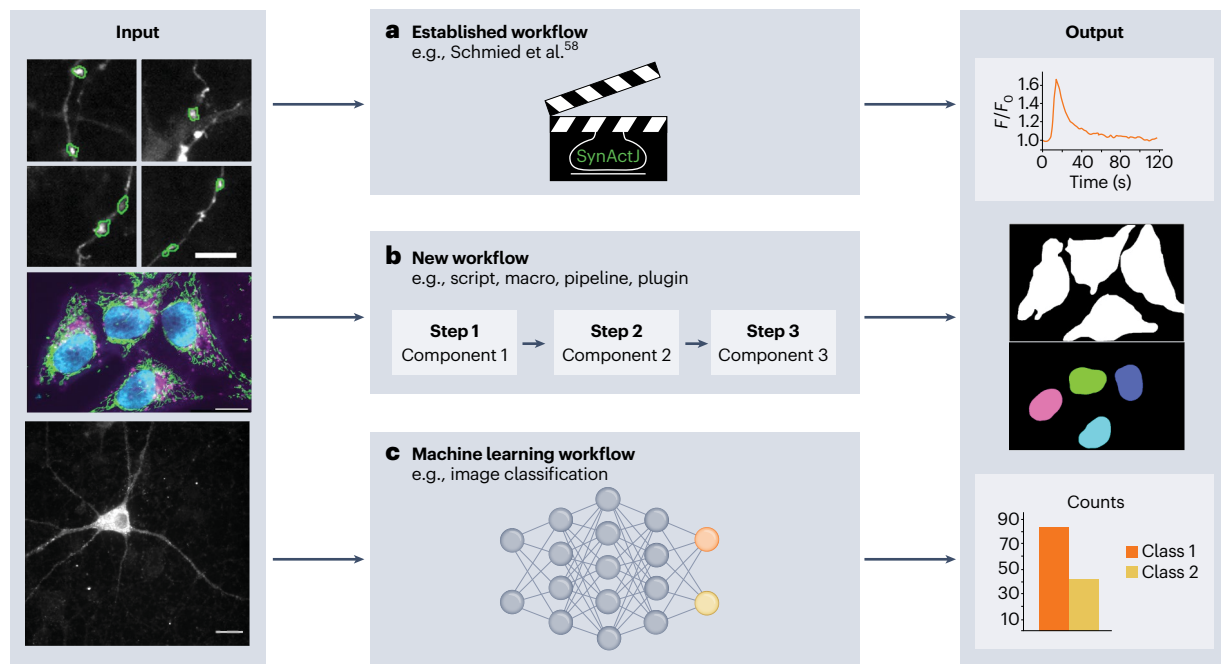 Input
a Established workflow
e.g., Schmied et al.58
SynActJ
b New workflow
e.g., script, macro, pipeline, plugin
Step 1
Component 1
Step 2
Component 2
Step 3
Component 3
c Machine learning workflow
e.g., image classification
Output
F/F0
1.6
1.4
1.2
1.0
0 40 80 120
Time (s)
Counts
90
70
50
30
10
Class 1
Class 2